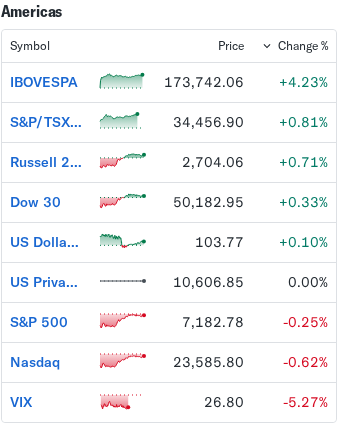 Americas
Symbol Price Change %
IBOVESPA 173,742.06 +4.23%
S&P/TSX... 34,456.90 +0.81%
Russell 2... 2,704.06 +0.71%
Dow 30 50,182.95 +0.33%
US Dolla... 103.77 +0.10%
US Priva... 10,606.85 0.00%
S&P 500 7,182.78 -0.25%
Nasdaq 23,585.80 -0.62%
VIX 26.80 -5.27%